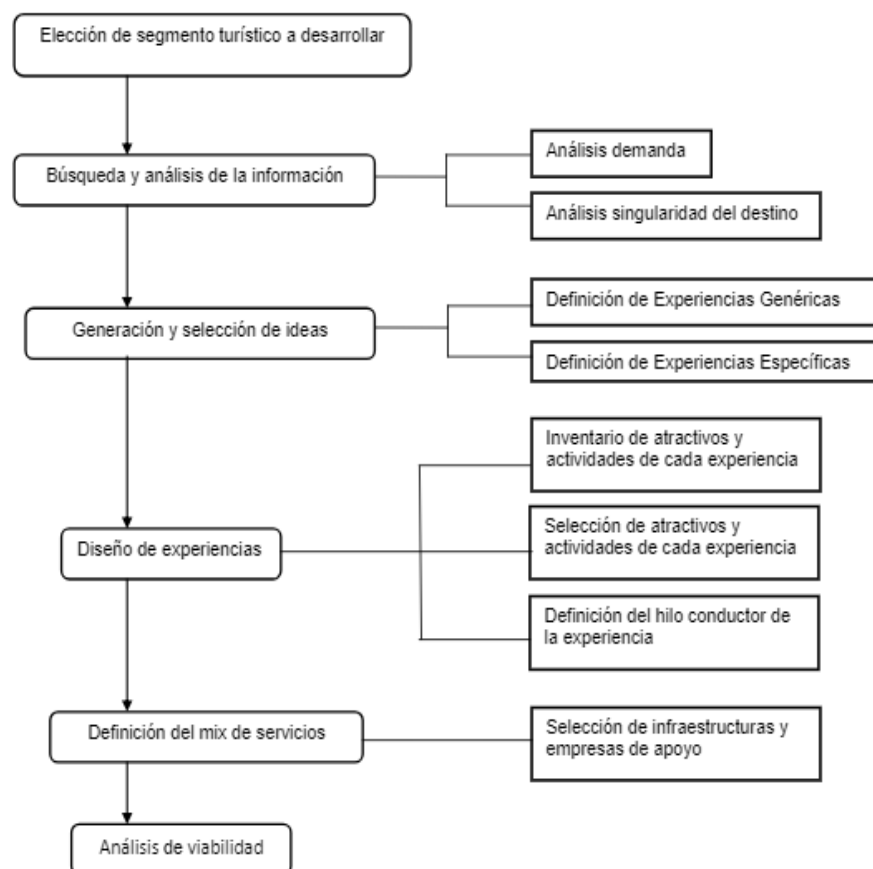 Elección de segmento turístico a desarrollar
Búsqueda y análisis de la información
Análisis demanda
Análisis singularidad del destino
Generación y selección de ideas
Definición de Experiencias Genéricas
Definición de Experiencias Específicas
Diseño de experiencias
Inventario de atractivos y
actividades de cada experiencia
Selección de atractivos y
actividades de cada experiencia
Definición del hilo conductor de
la experiencia
Definición del mix de servicios
Selección de infraestructuras y
empresas de apoyo
Análisis de viabilidad